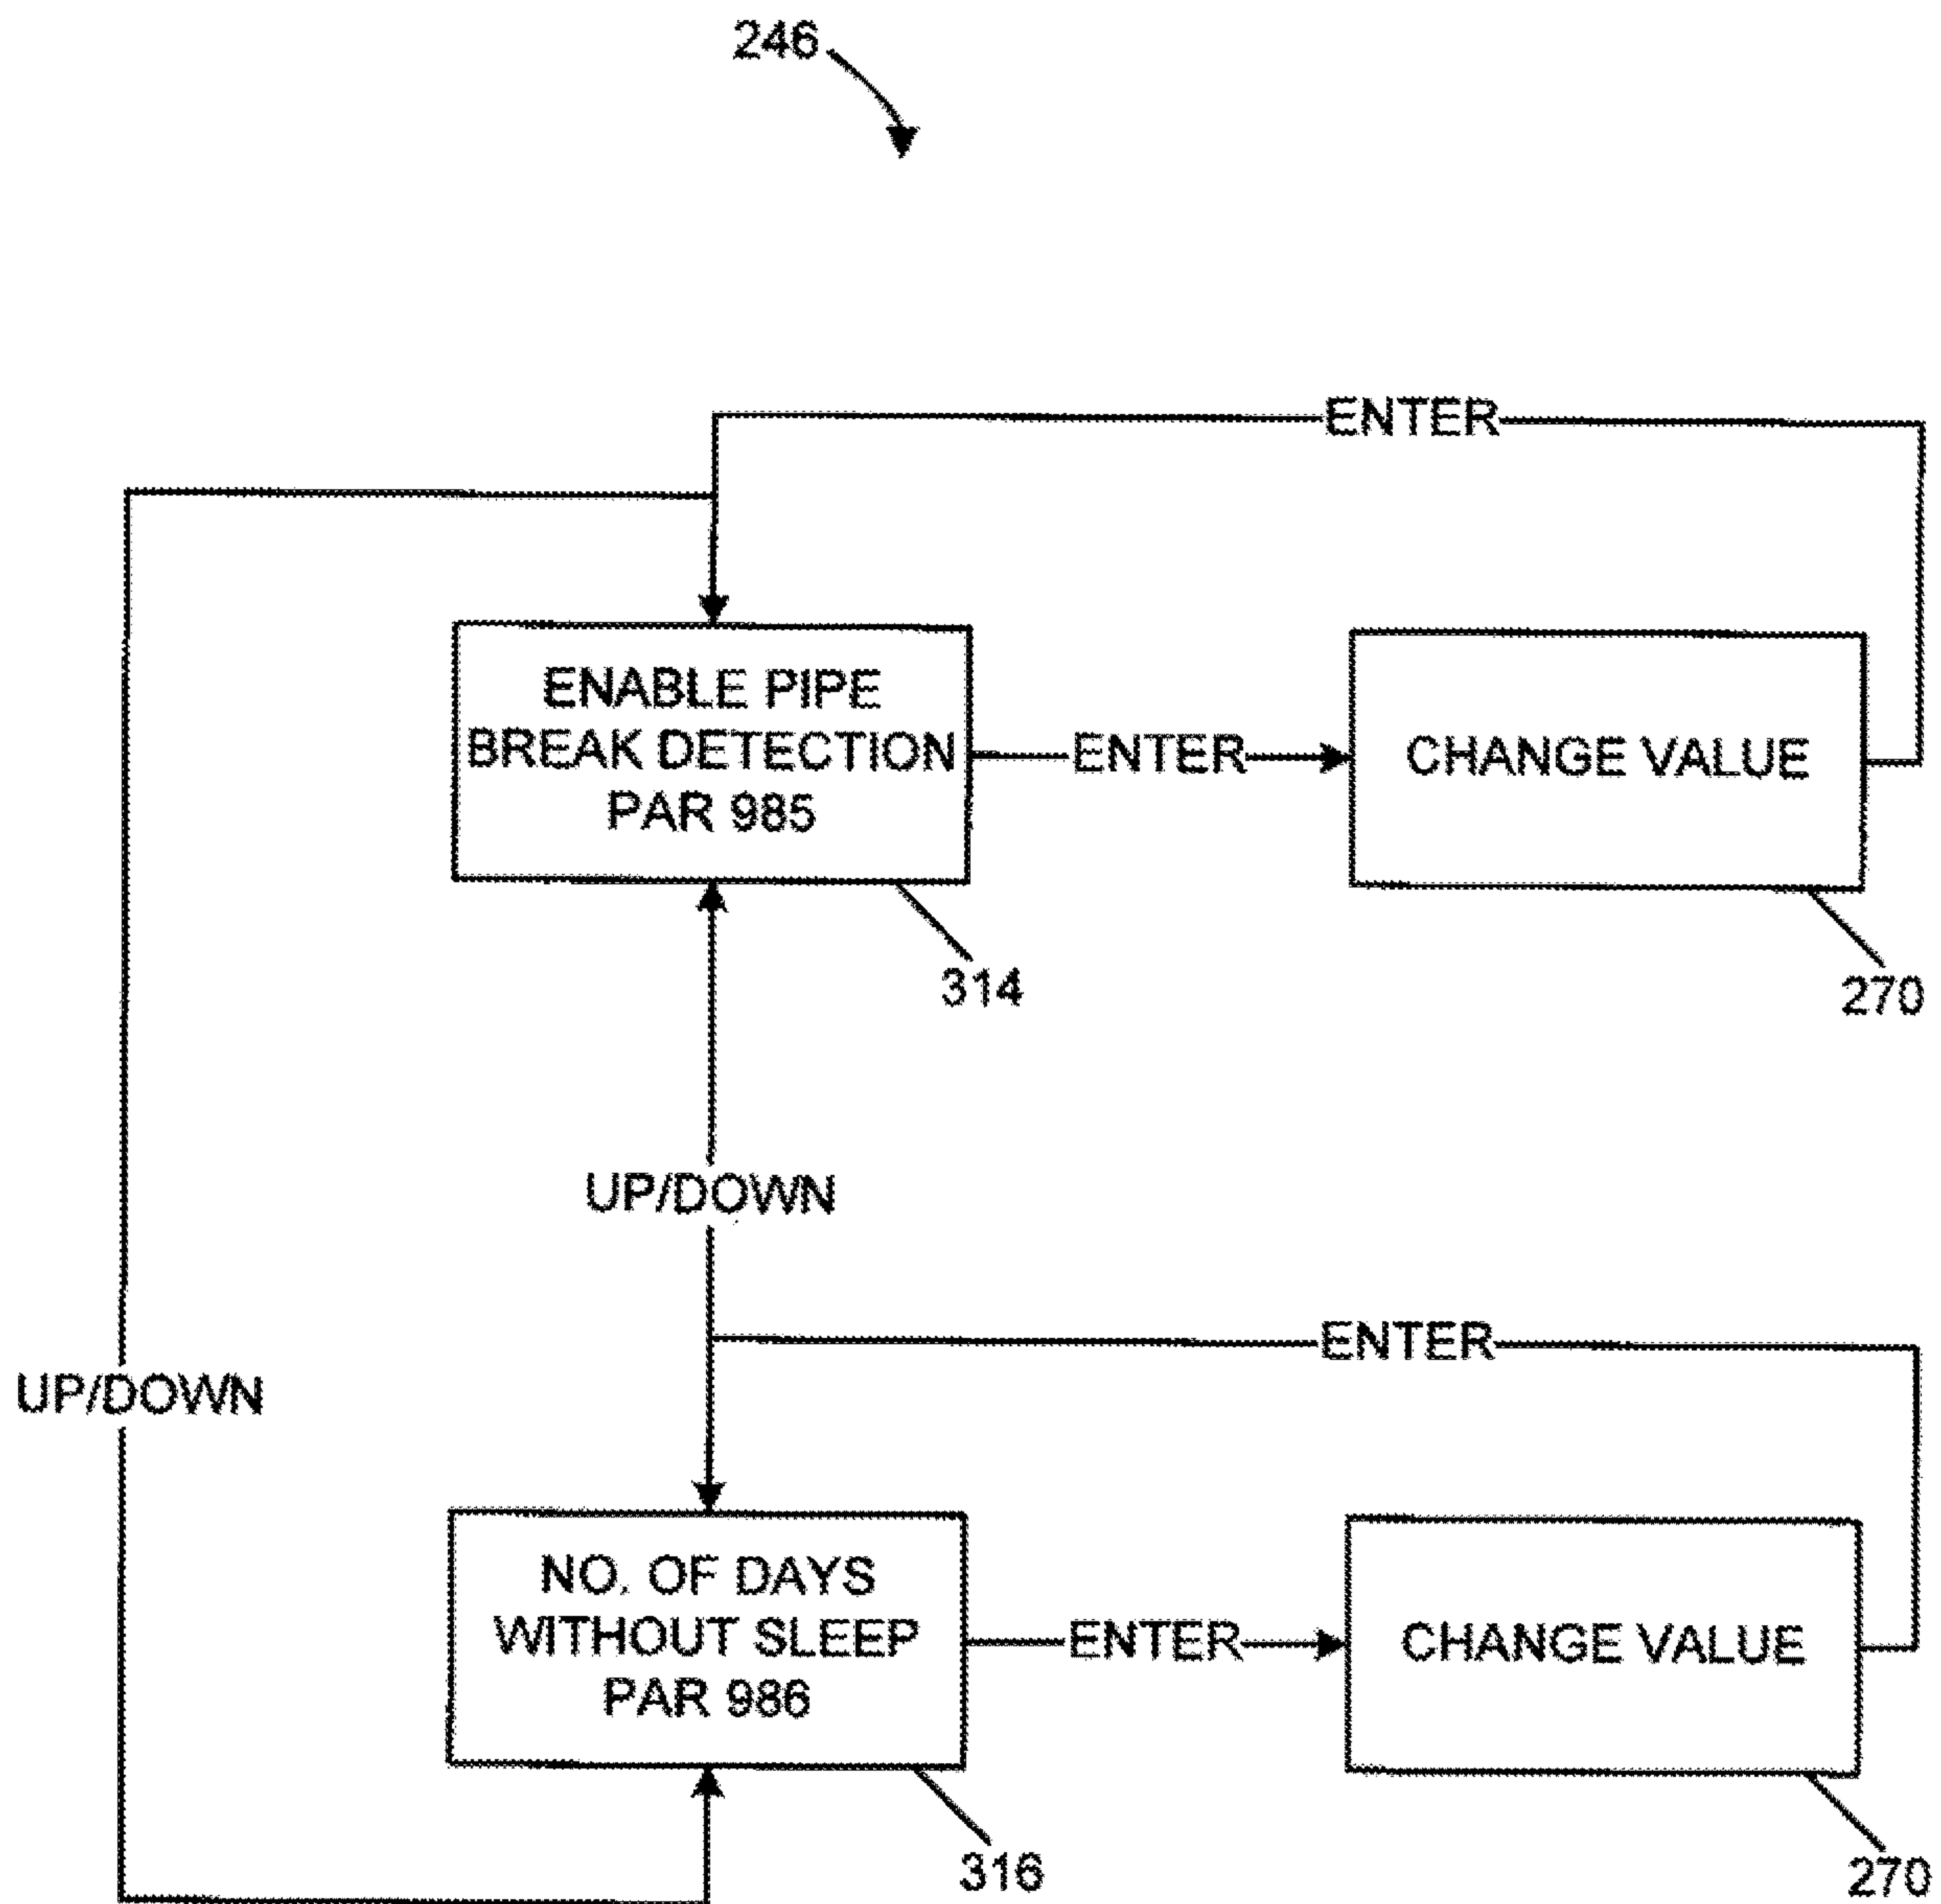 246
ENTER
ENABLE PIPE
BREAK DETECTION
PAR 985
ENTER
CHANGE VALUE
314
270
UP/DOWN
ENTER
UP/DOWN
NO. OF DAYS
WITHOUT SLEEP
PAR 986
ENTER
CHANGE VALUE
316
270